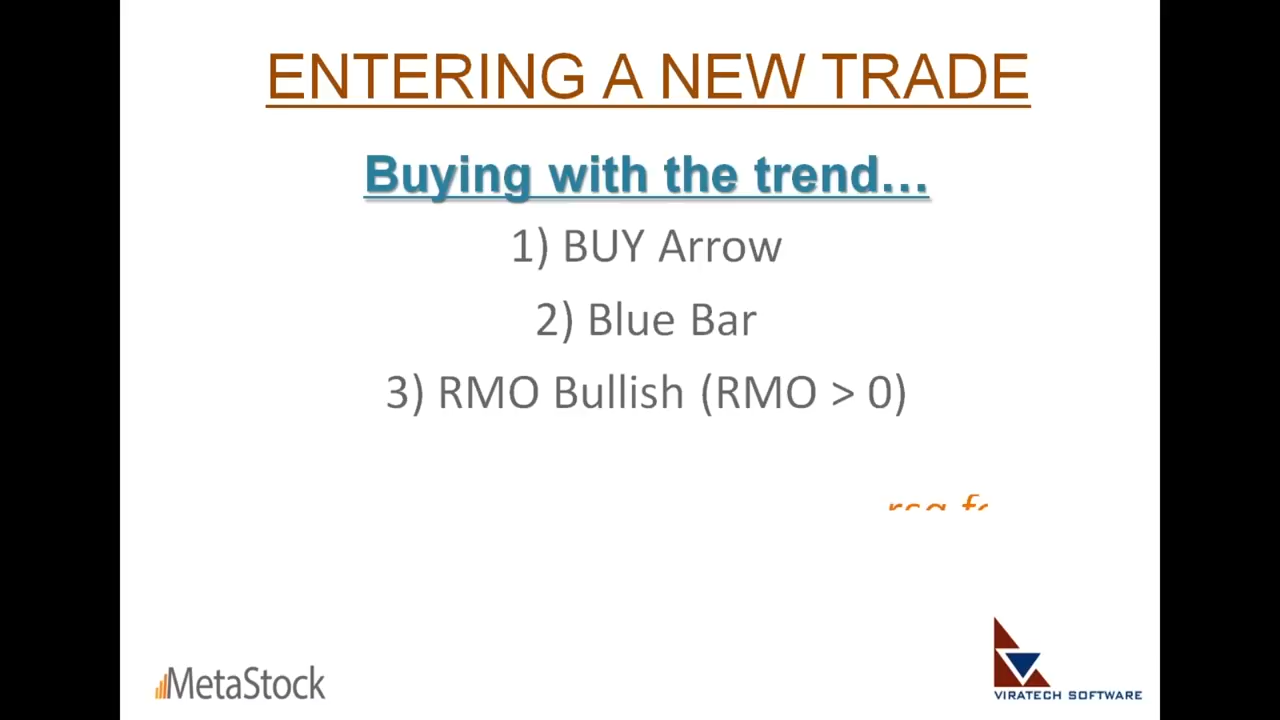 ENTERING A NEW TRADE
Buying with the trend…
1) BUY Arrow
2) Blue Bar
3) RMO Bullish (RMO > 0)
MetaStock
VIRATECH SOFTWARE